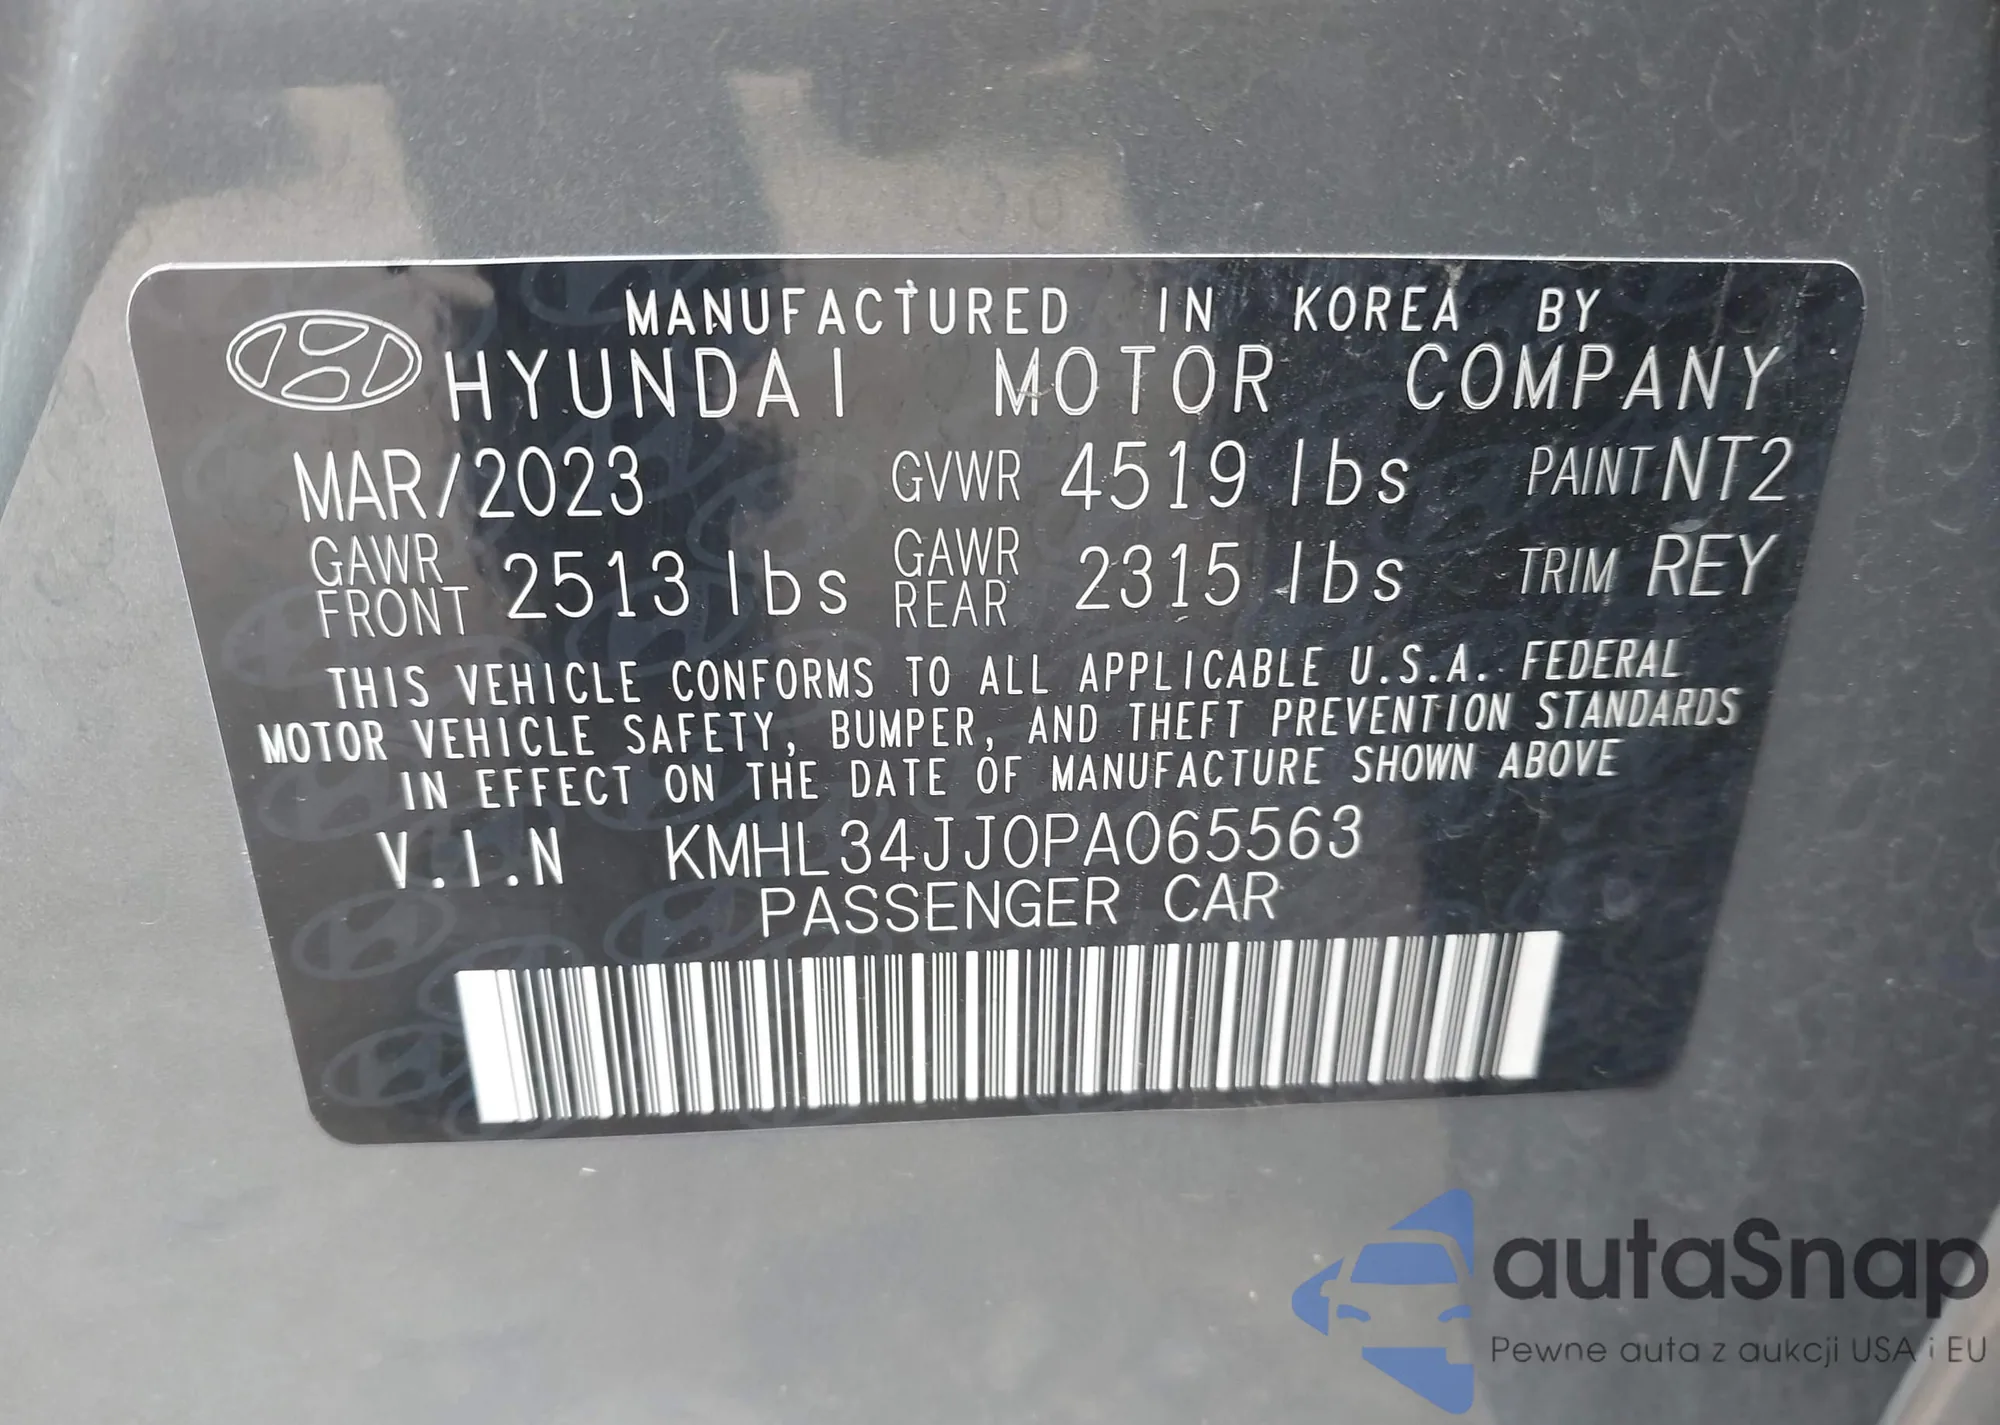 MANUFACTURED IN KOREA BY
HYUNDAI MOTOR COMPANY
MAR/2023 GVWR 4519 lbs PAINT NT2
GAWR FRONT 2513 lbs GAWR REAR 2315 lbs TRIM REY
THIS VEHICLE CONFORMS TO ALL APPLICABLE U.S.A. FEDERAL
MOTOR VEHICLE SAFETY, BUMPER, AND THEFT PREVENTION STANDARDS
IN EFFECT ON THE DATE OF MANUFACTURE SHOWN ABOVE
V.I.N KMHL34JJ0PA065563
PASSENGER CAR
autaSnap
Pewne auta z aukcji USA i EU